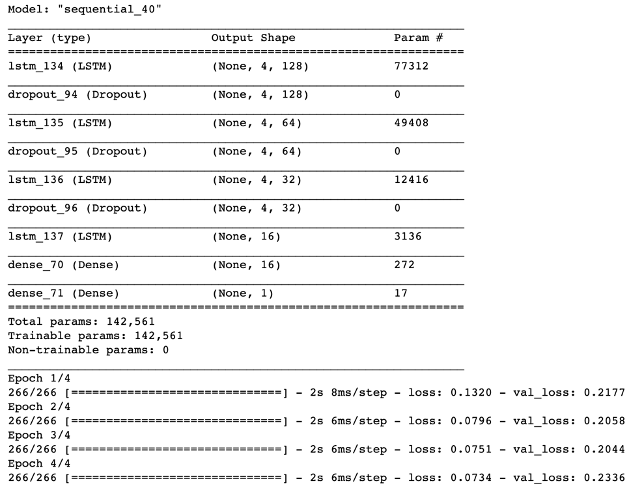 Model: "sequential_40"
Layer (type) Output Shape Param #
=================================================================
lstm_134 (LSTM) (None, 4, 128) 77312
dropout_94 (Dropout) (None, 4, 128) 0
lstm_135 (LSTM) (None, 4, 64) 49408
dropout_95 (Dropout) (None, 4, 64) 0
lstm_136 (LSTM) (None, 4, 32) 12416
dropout_96 (Dropout) (None, 4, 32) 0
lstm_137 (LSTM) (None, 16) 3136
dense_70 (Dense) (None, 16) 272
dense_71 (Dense) (None, 1) 17
=================================================================
Total params: 142,561
Trainable params: 142,561
Non-trainable params: 0
Epoch 1/4
266/266 [==============================] - 2s 8ms/step - loss: 0.1320 - val_loss: 0.2177
Epoch 2/4
266/266 [==============================] - 2s 6ms/step - loss: 0.0796 - val_loss: 0.2058
Epoch 3/4
266/266 [==============================] - 2s 6ms/step - loss: 0.0751 - val_loss: 0.2044
Epoch 4/4
266/266 [==============================] - 2s 6ms/step - loss: 0.0734 - val_loss: 0.2336